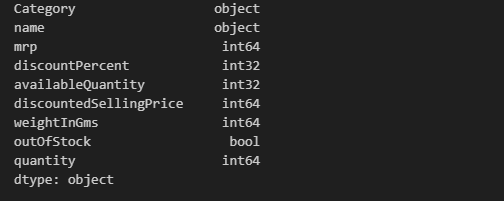 Category object
name object
mrp int64
discountPercent int32
availableQuantity int32
discountedSellingPrice int64
weightInGms int64
outOfStock bool
quantity int64
dtype: object